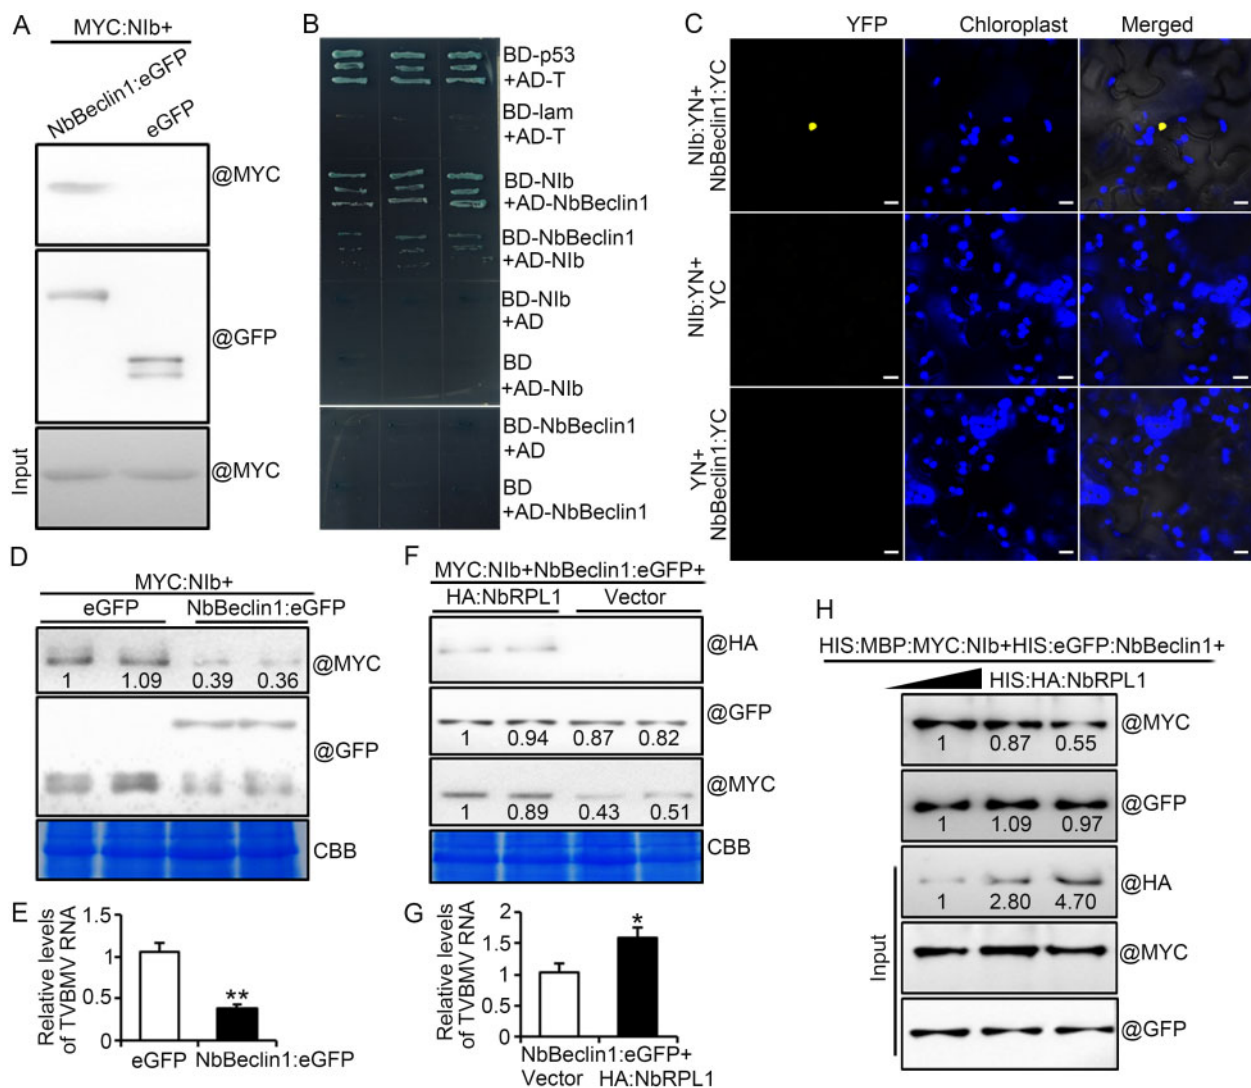 A
MYC:NIb+
NbBeclin1:eGFP
eGFP
@MYC
@GFP
Input
@MYC
B
BD-p53
+AD-T
BD-lam
+AD-T
BD-NIb
+AD-NbBeclin1
BD-NbBeclin1
+AD-NIb
BD-NIb
+AD
BD
+AD-NIb
BD-NbBeclin1
+AD
BD
+AD-NbBeclin1
C
YFP Chloroplast Merged
NIb:YN+
NbBeclin1:YC
NIb:YN+
YC
YN+
NbBeclin1:YC
D
MYC:NIb+
eGFP NbBeclin1:eGFP
@MYC
1 1.09 0.39 0.36
@GFP
CBB
E
Relative levels
of TVBMV RNA
1.5
1
0.5
0
**
eGFP NbBeclin1:eGFP
F
MYC:NIb+NbBeclin1:eGFP+
HA:NbRPL1 Vector
@HA
@GFP
1 0.94 0.87 0.82
@MYC
1 0.89 0.43 0.51
CBB
G
Relative levels
of TVBMV RNA
2
1.5
1
0.5
0
*
NbBeclin1:eGFP+
Vector HA:NbRPL1
H
HIS:MBP:MYC:NIb+HIS:eGFP:NbBeclin1+
HIS:HA:NbRPL1
@MYC
1 0.87 0.55
@GFP
1 1.09 0.97
Input
@HA
1 2.80 4.70
@MYC
@GFP